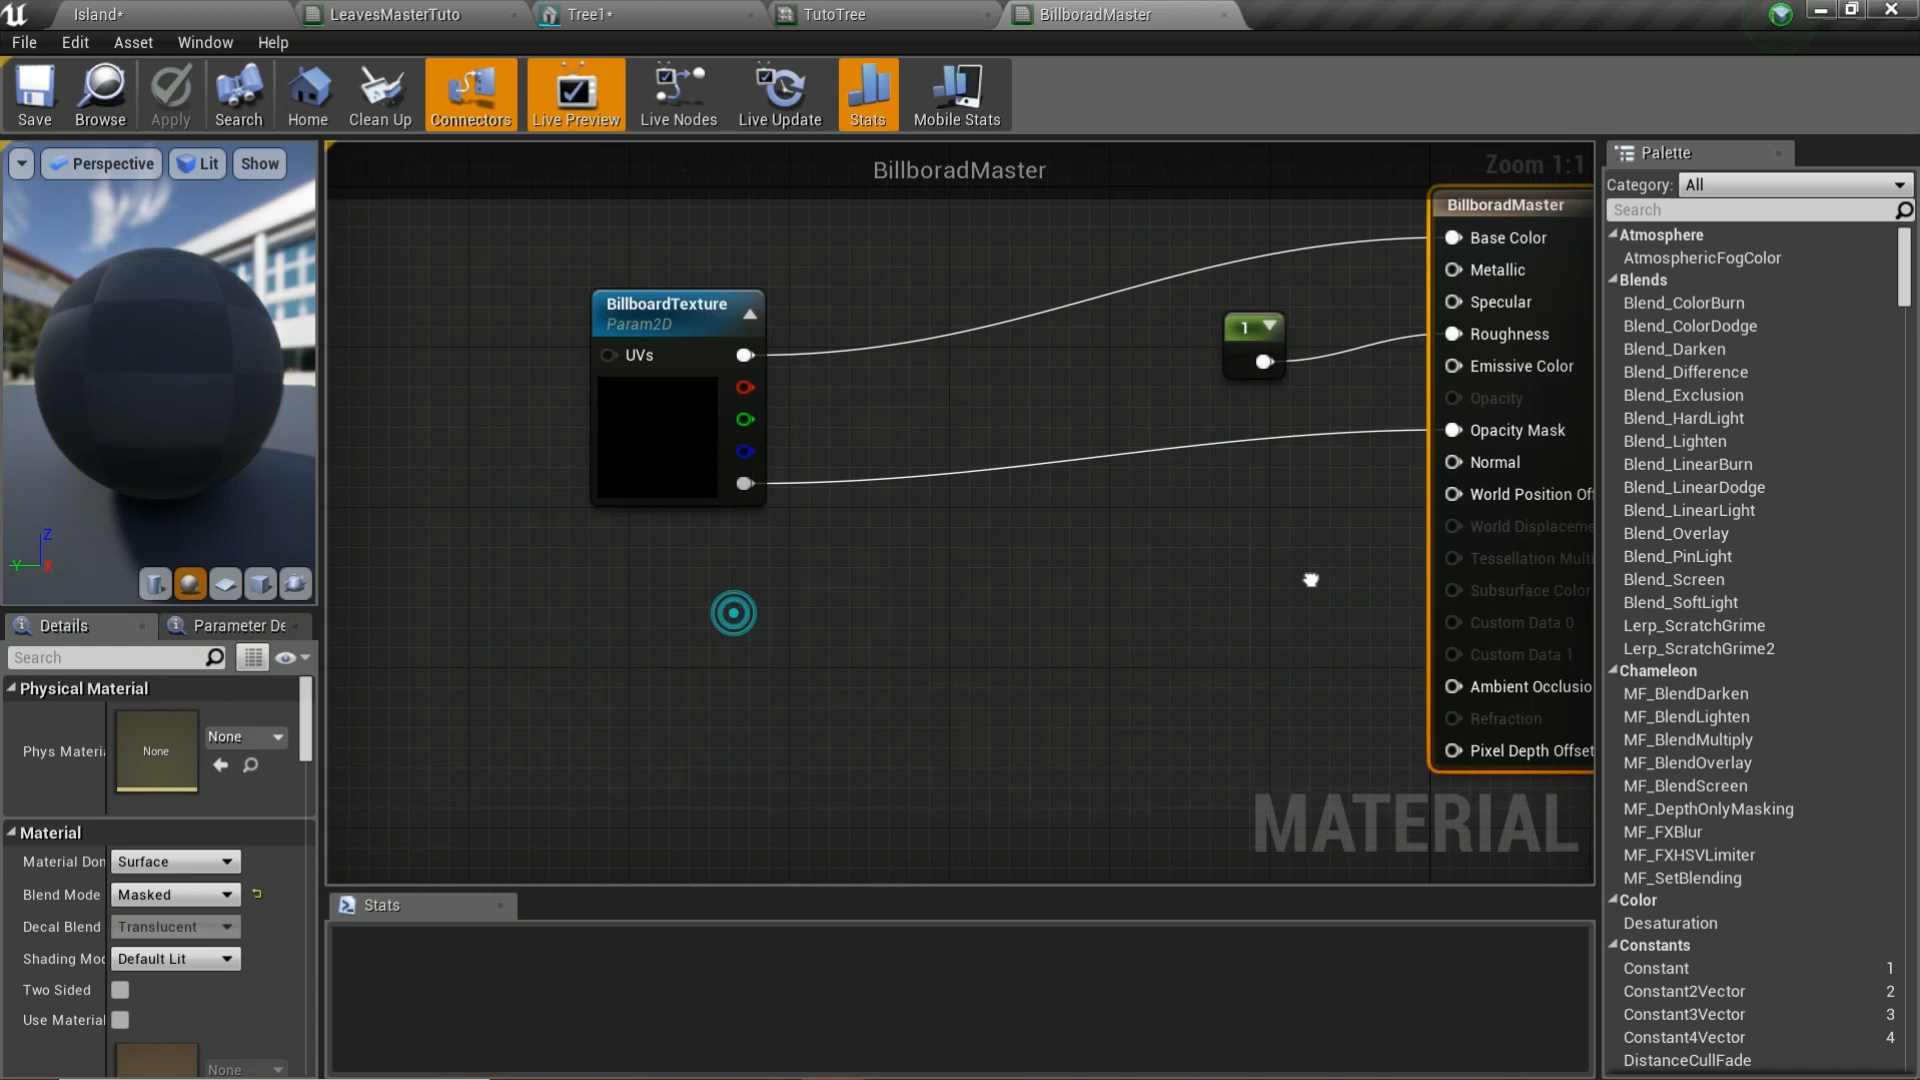 Island*
LeavesMasterTuto
Tree1*
TutoTree
BillboradMaster
File
Edit
Asset
Window
Help
Save
Browse
Apply
Search
Home
Clean Up
Connectors
Live Preview
Live Nodes
Live Update
Stats
Mobile Stats
Perspective
Lit
Show
Z
Y
X
BillboradMaster
Zoom 1:1
BillboardTexture
Param2D
UVs
1
BillboradMaster
Base Color
Metallic
Specular
Roughness
Emissive Color
Opacity
Opacity Mask
Normal
World Position Of
World Displaceme
Tessellation Mult
Subsurface Color
Custom Data 0
Custom Data 1
Ambient Occlusio
Refraction
Pixel Depth Offset
MATERIAL
Details
Parameter De
Search
Physical Material
Phys Materi
None
None
Material
Material Dom
Surface
Blend Mode
Masked
Decal Blend
Translucent
Shading Mod
Default Lit
Two Sided
Use Material
None
Stats
Palette
Category:
All
Search
Atmosphere
AtmosphericFogColor
Blends
Blend_ColorBurn
Blend_ColorDodge
Blend_Darken
Blend_Difference
Blend_Exclusion
Blend_HardLight
Blend_Lighten
Blend_LinearBurn
Blend_LinearDodge
Blend_LinearLight
Blend_Overlay
Blend_PinLight
Blend_Screen
Blend_SoftLight
Lerp_ScratchGrime
Lerp_ScratchGrime2
Chameleon
MF_BlendDarken
MF_BlendLighten
MF_BlendMultiply
MF_BlendOverlay
MF_BlendScreen
MF_DepthOnlyMasking
MF_FXBlur
MF_FXHSVLimiter
MF_SetBlending
Color
Desaturation
Constants
Constant 1
Constant2Vector 2
Constant3Vector 3
Constant4Vector 4
DistanceCullFade